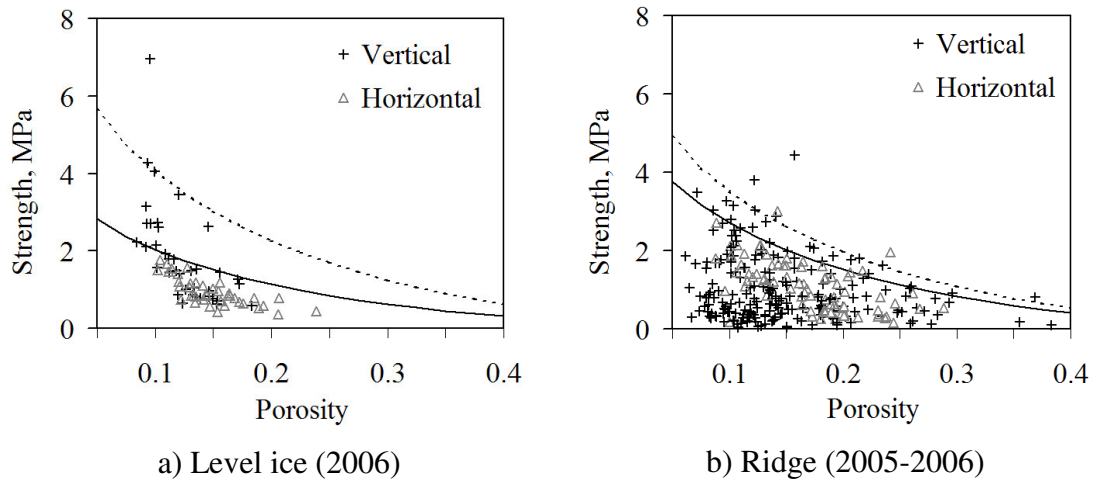 8
6
4
2
0
Strength, MPa
Vertical
Horizontal
0.1
0.2
0.3
0.4
Porosity
a) Level ice (2006)
8
6
4
2
0
Strength, MPa
Vertical
Horizontal
0.1
0.2
0.3
0.4
Porosity
b) Ridge (2005-2006)